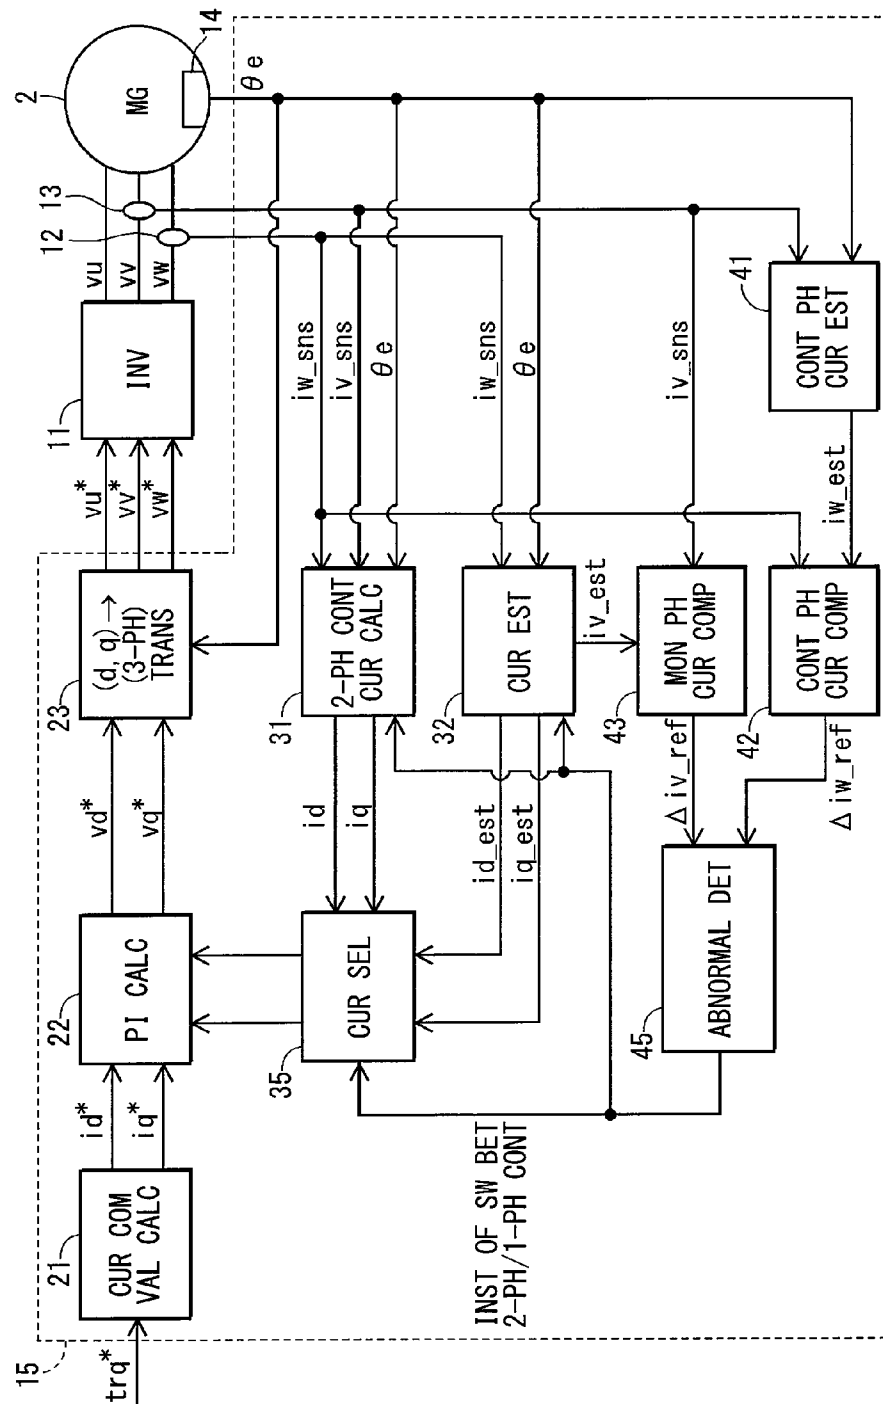 15
trq*
21
CUR COM
VAL CALC
id*
iq*
22
PI CALC
vd*
vq*
23
(d, q) →
(3-PH)
TRANS
vu*
vv*
vw*
11
INV
vu
vv
vw
12
13
2
MG
14
θe
35
CUR SEL
id
iq
31
2-PH CONT
CUR CALC
iw_sns
iv_sns
θe
id_est
iq_est
32
CUR EST
iw_sns
θe
INST OF SW BET
2-PH/1-PH CONT
iv_est
45
ABNORMAL DET
Δiv_ref
43
MON PH
CUR COMP
iv_sns
Δiw_ref
42
CONT PH
CUR COMP
iw_est
41
CONT PH
CUR EST